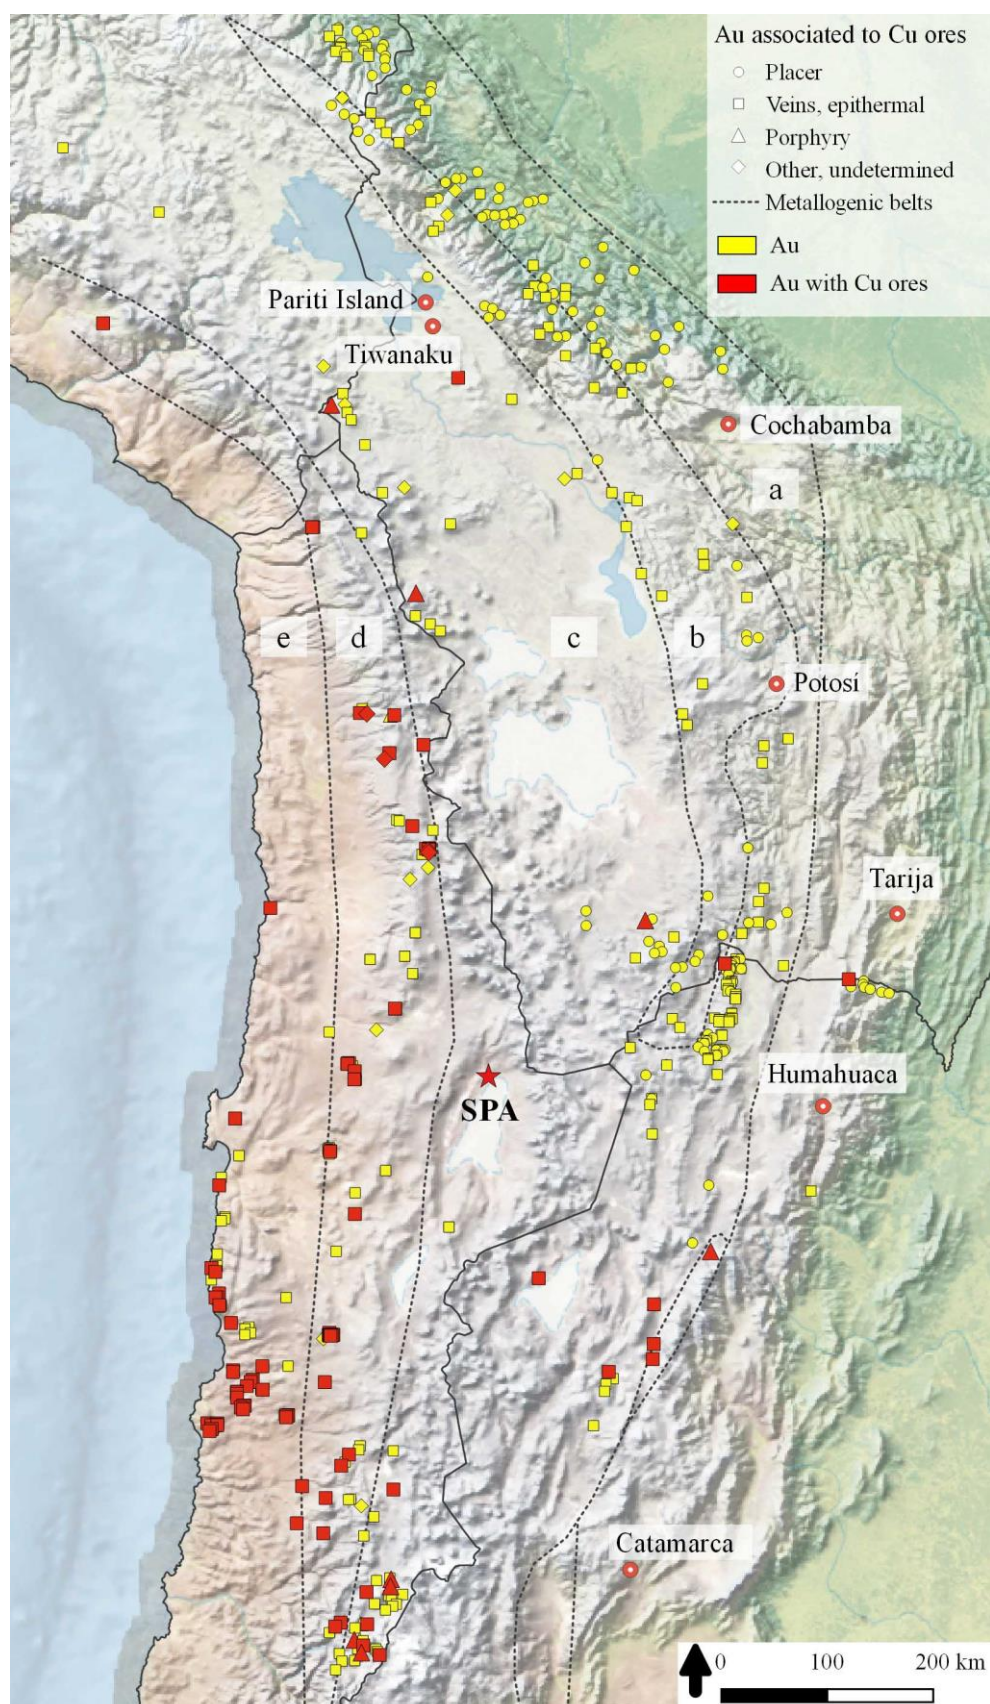 Au associated to Cu ores
Placer
Veins, epithermal
Porphyry
Other, undetermined
Metallogenic belts
Au
Au with Cu ores
Pariti Island
Tiwanaku
Cochabamba
a
e
d
c
b
Potosí
Tarija
Humahuaca
SPA
Catamarca
0 100 200 km